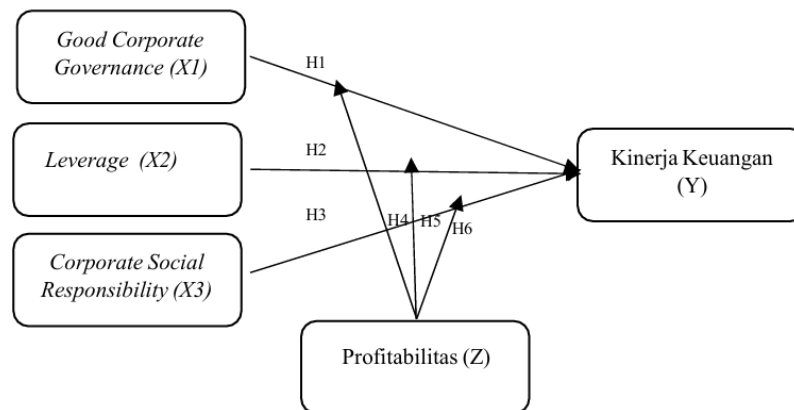 Good Corporate
Governance (X1)
H1
Leverage (X2)
H2
Kinerja Keuangan
(Y)
H3
H4
H5
H6
Corporate Social
Responsibility (X3)
Profitabilitas (Z)